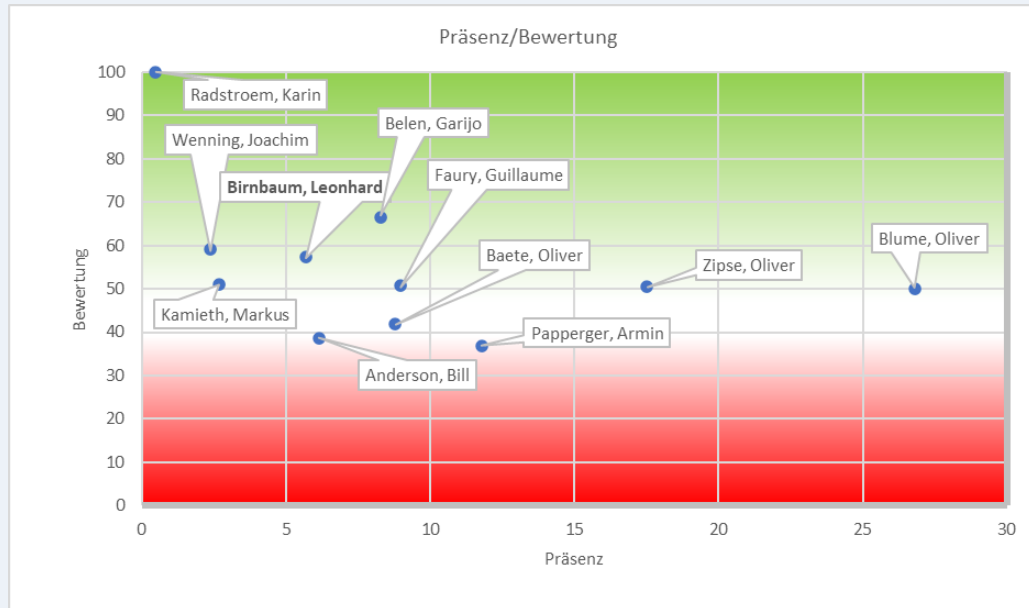 Präsenz/Bewertung
100
90
80
70
60
50
40
30
20
10
0
Bewertung
Radstroem, Karin
Belen, Garijo
Wenning, Joachim
Faury, Guillaume
Birnbaum, Leonhard
Blume, Oliver
Baete, Oliver
Zipse, Oliver
Kamieth, Markus
Papperger, Armin
Anderson, Bill
0
5
10
15
20
25
30
Präsenz